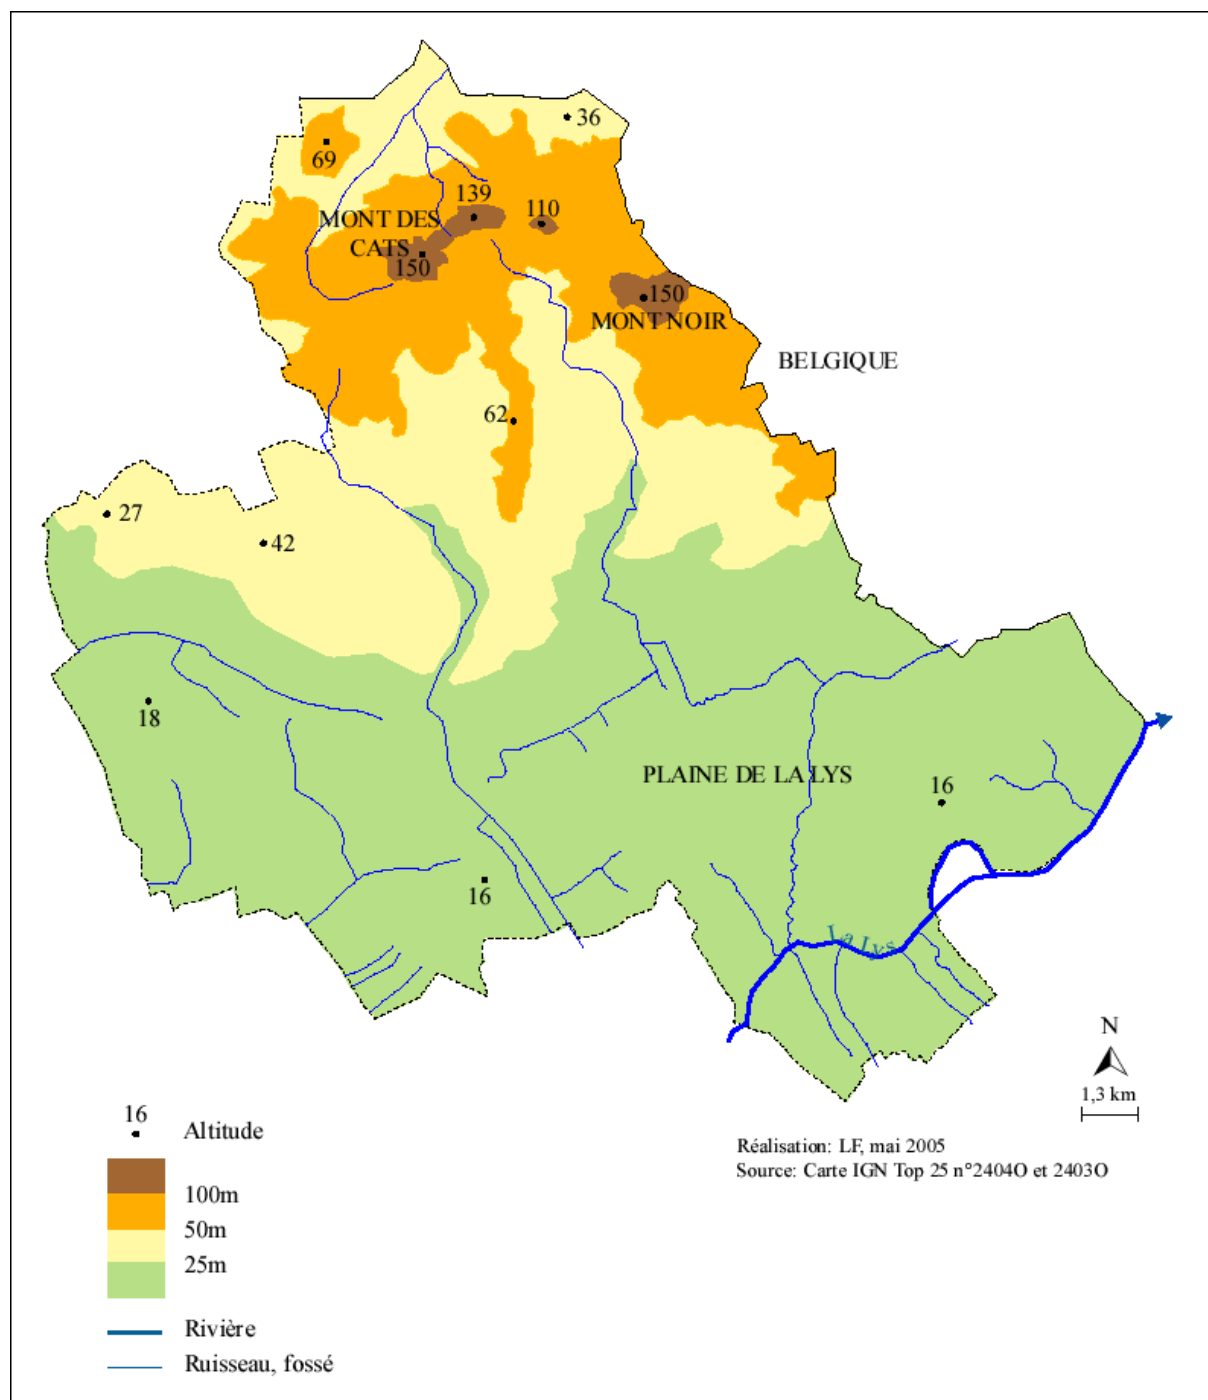 36
69
139
110
MONT DES
CATS
150
150
MONT NOIR
BELGIQUE
62
27
42
18
PLAINE DE LA LYS
16
16
La Lys
N
1,3 km
16
Altitude
100m
50m
25m
Rivière
Ruisseau, fossé
Réalisation: LF, mai 2005
Source: Carte IGN Top 25 n°2404O et 2403O